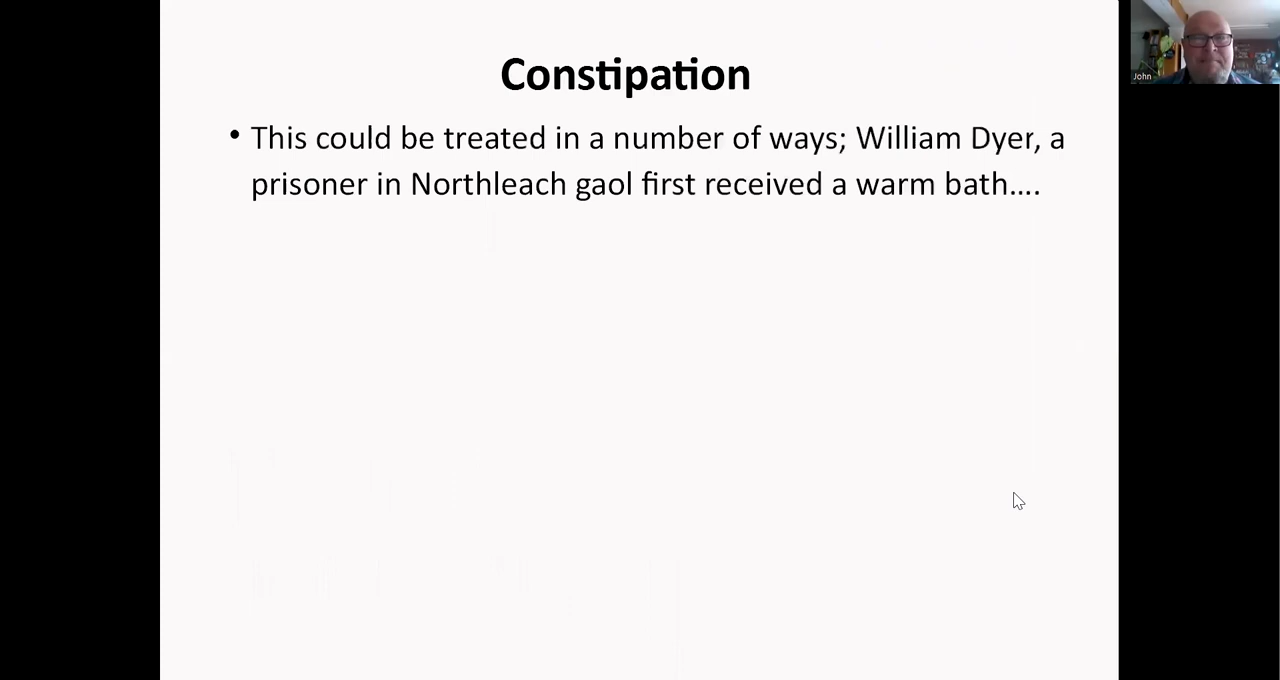 Constipation
• This could be treated in a number of ways; William Dyer, a
prisoner in Northleach gaol first received a warm bath....
John